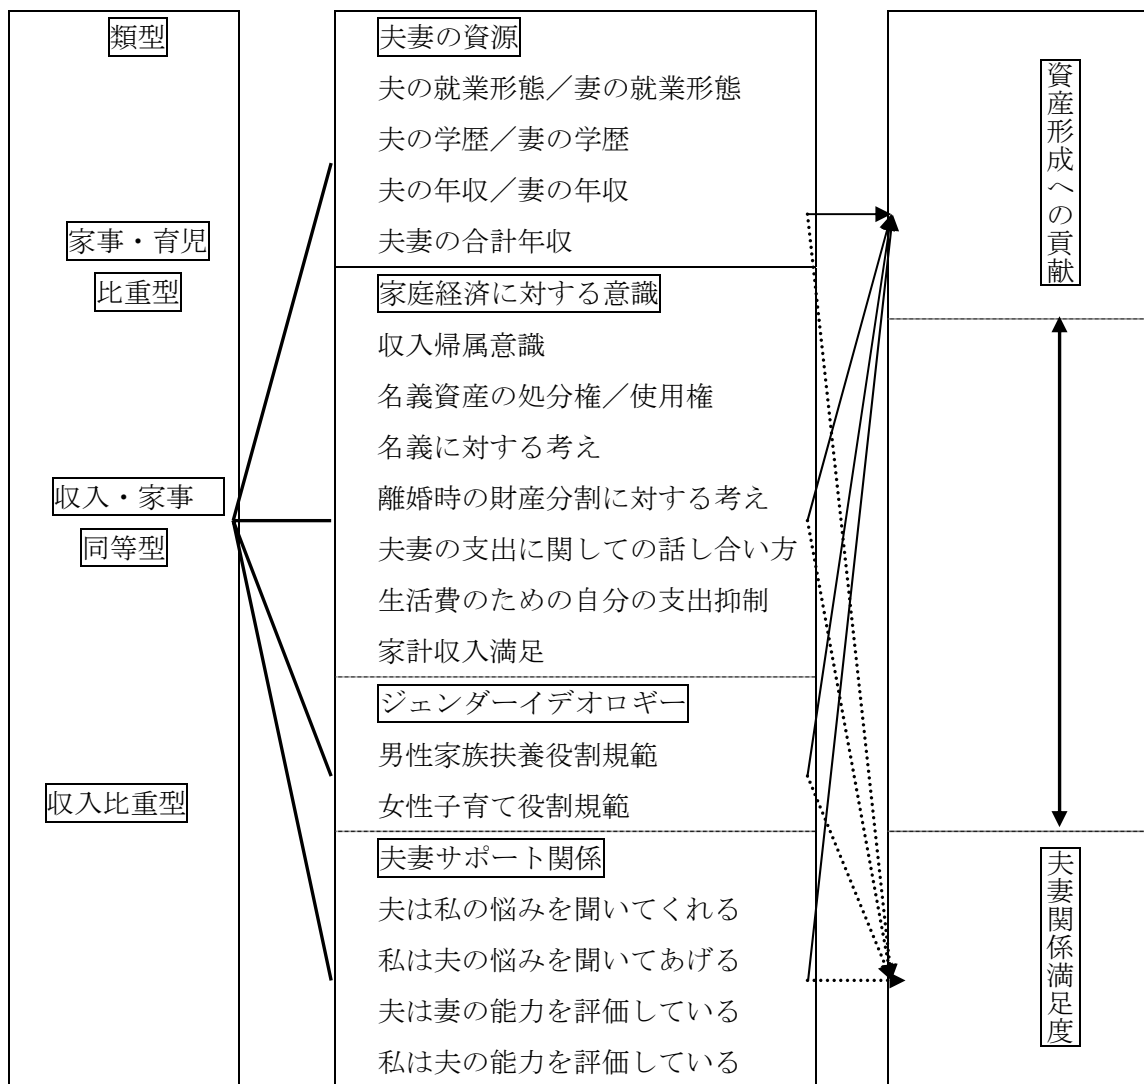 類型
家事・育児
比重型
収入・家事
同等型
収入比重型
夫妻の資源
夫の就業形態／妻の就業形態
夫の学歴／妻の学歴
夫の年収／妻の年収
夫妻の合計年収
家庭経済に対する意識
収入帰属意識
名義資産の処分権／使用権
名義に対する考え
離婚時の財産分割に対する考え
夫妻の支出に関しての話し合い方
生活費のための自分の支出抑制
家計収入満足
ジェンダーイデオロギー
男性家族扶養役割規範
女性子育て役割規範
夫妻サポート関係
夫は私の悩みを聞いてくれる
私は夫の悩みを聞いてあげる
夫は妻の能力を評価している
私は夫の能力を評価している
資産形成への貢献
夫妻関係満足度